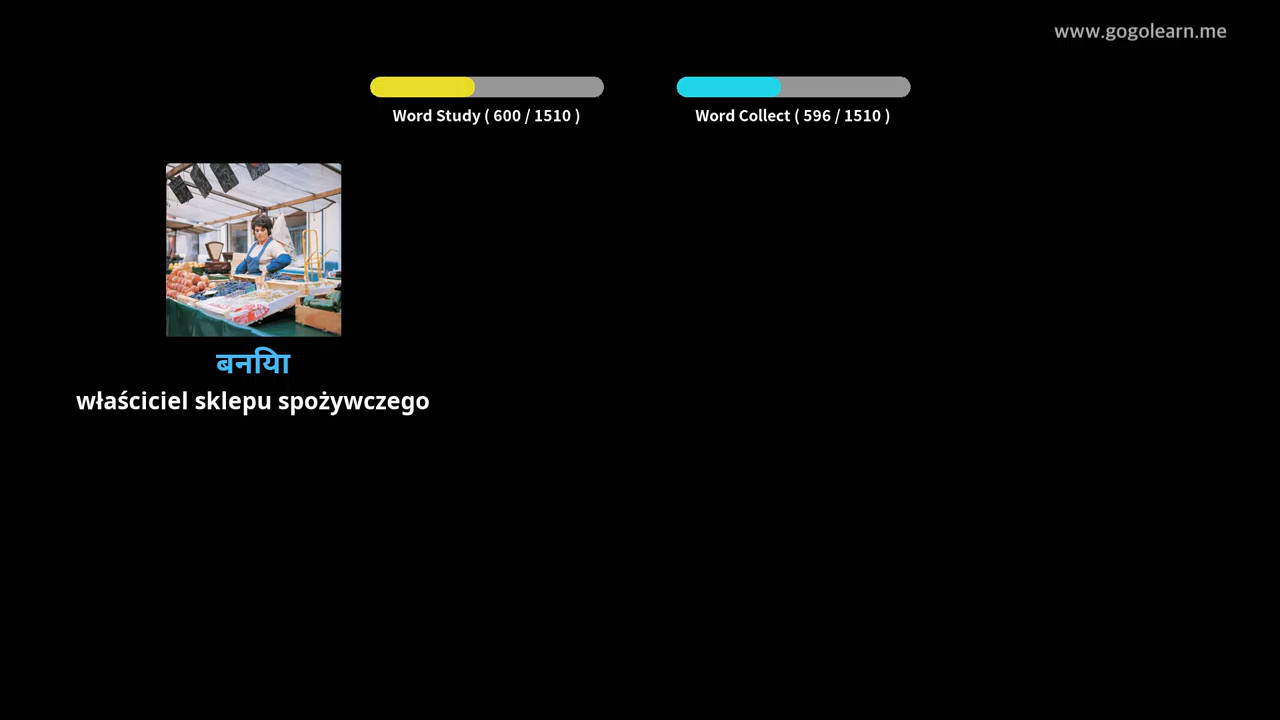 www.gogolearn.me
Word Study ( 600 / 1510 )
Word Collect ( 596 / 1510 )
बनिया
właściciel sklepu spożywczego